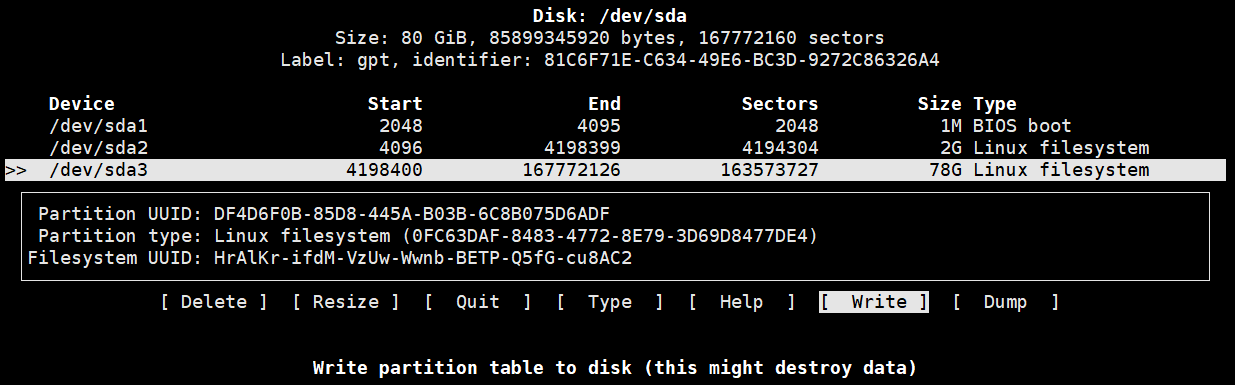 Disk: /dev/sda
Size: 80 GiB, 85899345920 bytes, 167772160 sectors
Label: gpt, identifier: 81C6F71E-C634-49E6-BC3D-9272C86326A4
Device Start End Sectors Size Type
/dev/sda1 2048 4095 2048 1M BIOS boot
/dev/sda2 4096 4198399 4194304 2G Linux filesystem
>> /dev/sda3 4198400 167772126 163573727 78G Linux filesystem
Partition UUID: DF4D6F0B-85D8-445A-B03B-6C8B075D6ADF
Partition type: Linux filesystem (0FC63DAF-8483-4772-8E79-3D69D8477DE4)
Filesystem UUID: HrAlKr-ifdM-VzUw-Wwnb-BETP-Q5fG-cu8AC2
[ Delete ] [ Resize ] [ Quit ] [ Type ] [ Help ] [ Write ] [ Dump ]
Write partition table to disk (this might destroy data)